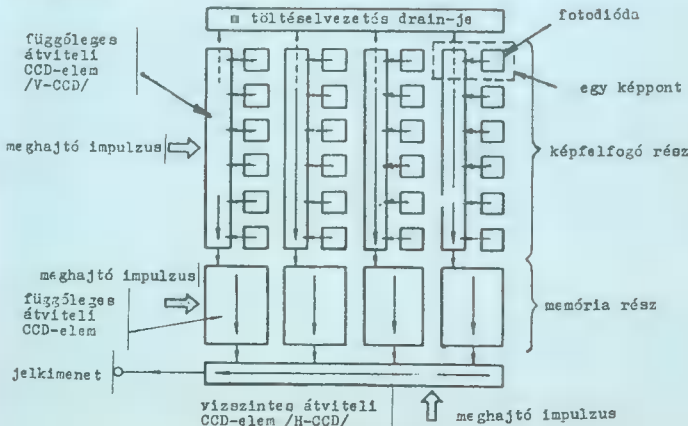 töltéselvezetés drain-je
fotodióda
függőleges
átviteli
CCD-elem
/V-CCD/
egy képpont
meghajtó impulzus
képfelfogó rész
meghajtó impulzus
függőleges
átviteli
CCD-elem
memória rész
jelkimenet
vizszinteq átviteli
CCD-elem /H-CCD/
meghajtó impulzus